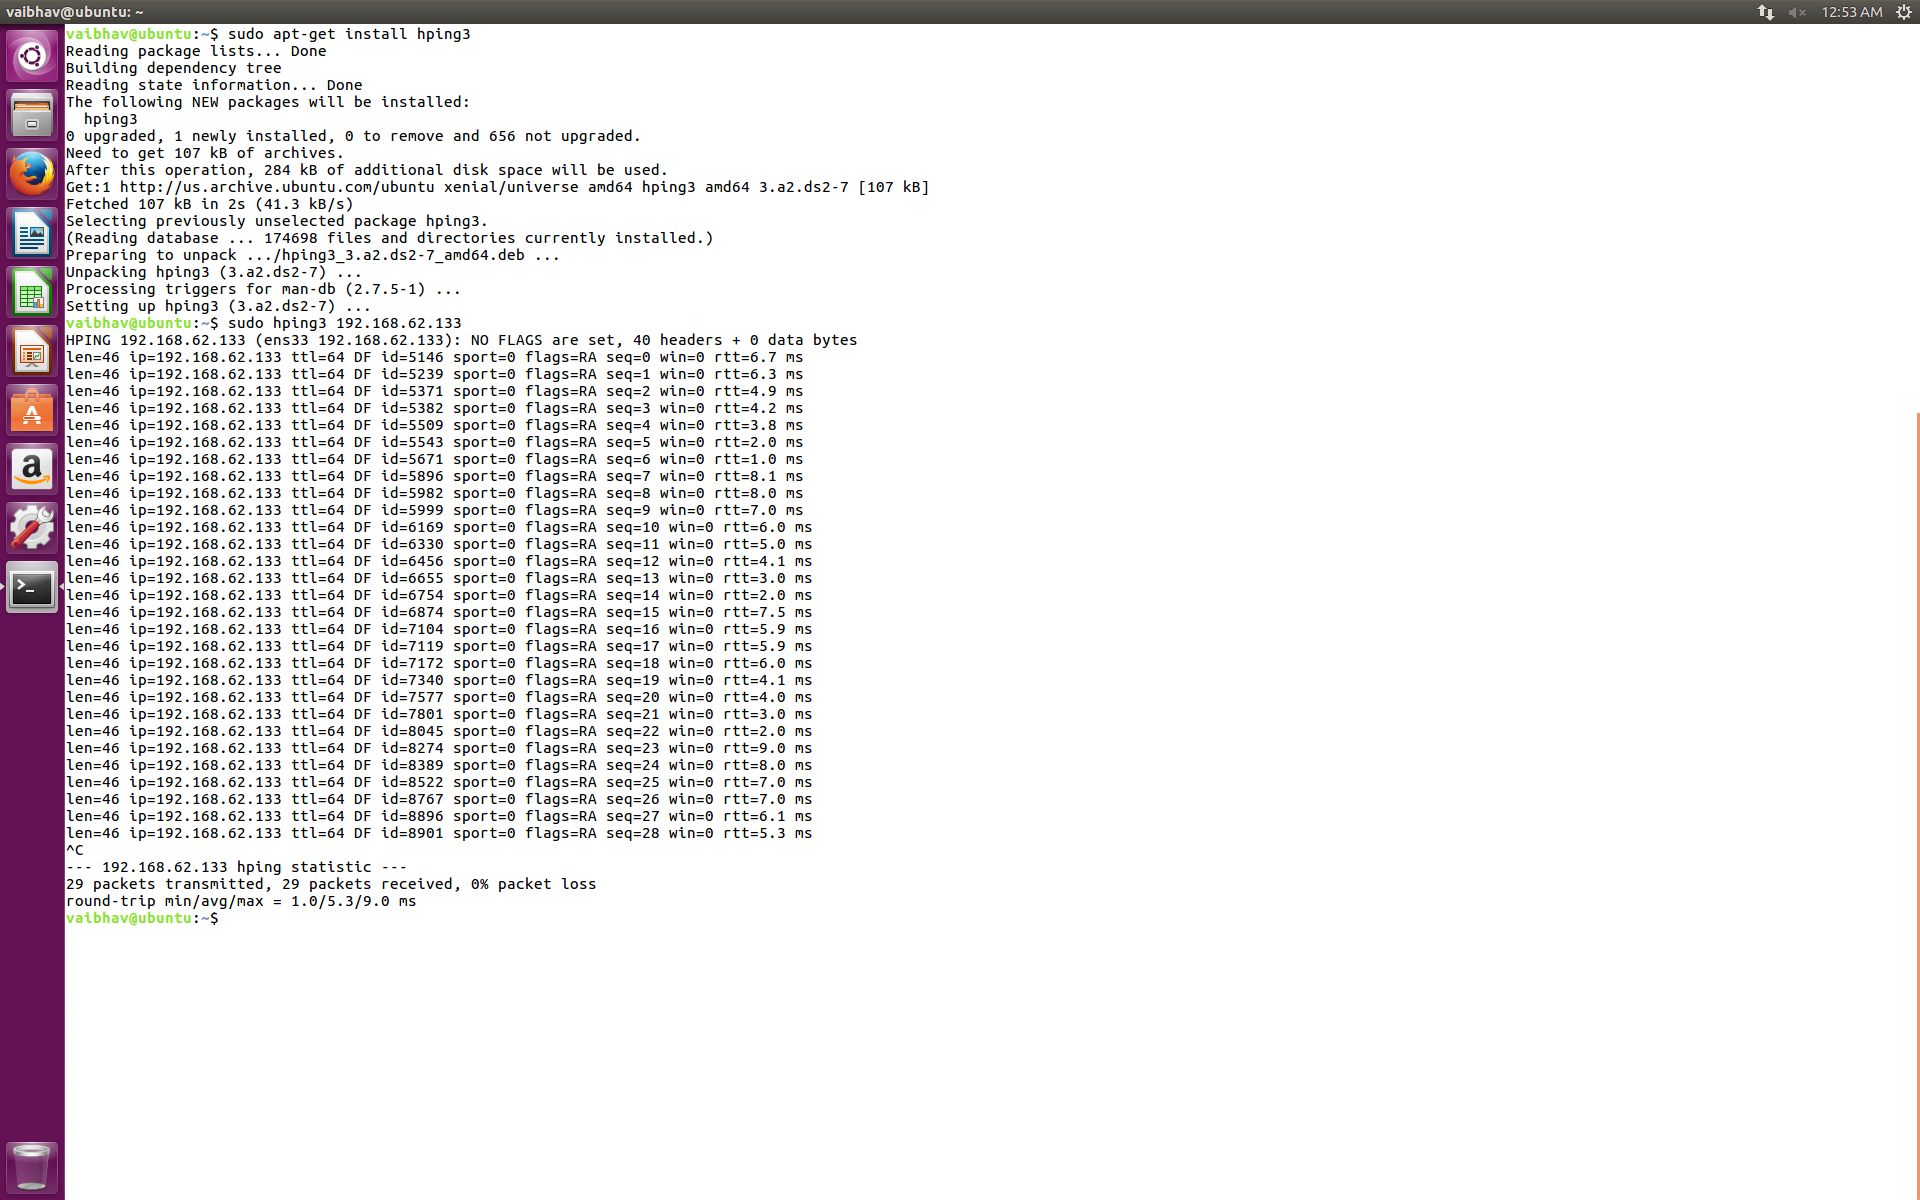 vaibhav@ubuntu: ~
12:53 AM
vaibhav@ubuntu:~$ sudo apt-get install hping3
Reading package lists... Done
Building dependency tree
Reading state information... Done
The following NEW packages will be installed:
  hping3
0 upgraded, 1 newly installed, 0 to remove and 656 not upgraded.
Need to get 107 kB of archives.
After this operation, 284 kB of additional disk space will be used.
Get:1 http://us.archive.ubuntu.com/ubuntu xenial/universe amd64 hping3 amd64 3.a2.ds2-7 [107 kB]
Fetched 107 kB in 2s (41.3 kB/s)
Selecting previously unselected package hping3.
(Reading database ... 174698 files and directories currently installed.)
Preparing to unpack .../hping3_3.a2.ds2-7_amd64.deb ...
Unpacking hping3 (3.a2.ds2-7) ...
Processing triggers for man-db (2.7.5-1) ...
Setting up hping3 (3.a2.ds2-7) ...
vaibhav@ubuntu:~$ sudo hping3 192.168.62.133
HPING 192.168.62.133 (ens33 192.168.62.133): NO FLAGS are set, 40 headers + 0 data bytes
len=46 ip=192.168.62.133 ttl=64 DF id=5146 sport=0 flags=RA seq=0 win=0 rtt=6.7 ms
len=46 ip=192.168.62.133 ttl=64 DF id=5239 sport=0 flags=RA seq=1 win=0 rtt=6.3 ms
len=46 ip=192.168.62.133 ttl=64 DF id=5371 sport=0 flags=RA seq=2 win=0 rtt=4.9 ms
len=46 ip=192.168.62.133 ttl=64 DF id=5382 sport=0 flags=RA seq=3 win=0 rtt=4.2 ms
len=46 ip=192.168.62.133 ttl=64 DF id=5509 sport=0 flags=RA seq=4 win=0 rtt=3.8 ms
len=46 ip=192.168.62.133 ttl=64 DF id=5543 sport=0 flags=RA seq=5 win=0 rtt=2.0 ms
len=46 ip=192.168.62.133 ttl=64 DF id=5671 sport=0 flags=RA seq=6 win=0 rtt=1.0 ms
len=46 ip=192.168.62.133 ttl=64 DF id=5896 sport=0 flags=RA seq=7 win=0 rtt=8.1 ms
len=46 ip=192.168.62.133 ttl=64 DF id=5982 sport=0 flags=RA seq=8 win=0 rtt=8.0 ms
len=46 ip=192.168.62.133 ttl=64 DF id=5999 sport=0 flags=RA seq=9 win=0 rtt=7.0 ms
len=46 ip=192.168.62.133 ttl=64 DF id=6169 sport=0 flags=RA seq=10 win=0 rtt=6.0 ms
len=46 ip=192.168.62.133 ttl=64 DF id=6330 sport=0 flags=RA seq=11 win=0 rtt=5.0 ms
len=46 ip=192.168.62.133 ttl=64 DF id=6456 sport=0 flags=RA seq=12 win=0 rtt=4.1 ms
len=46 ip=192.168.62.133 ttl=64 DF id=6655 sport=0 flags=RA seq=13 win=0 rtt=3.0 ms
len=46 ip=192.168.62.133 ttl=64 DF id=6754 sport=0 flags=RA seq=14 win=0 rtt=2.0 ms
len=46 ip=192.168.62.133 ttl=64 DF id=6874 sport=0 flags=RA seq=15 win=0 rtt=7.5 ms
len=46 ip=192.168.62.133 ttl=64 DF id=7104 sport=0 flags=RA seq=16 win=0 rtt=5.9 ms
len=46 ip=192.168.62.133 ttl=64 DF id=7119 sport=0 flags=RA seq=17 win=0 rtt=5.9 ms
len=46 ip=192.168.62.133 ttl=64 DF id=7172 sport=0 flags=RA seq=18 win=0 rtt=6.0 ms
len=46 ip=192.168.62.133 ttl=64 DF id=7340 sport=0 flags=RA seq=19 win=0 rtt=4.1 ms
len=46 ip=192.168.62.133 ttl=64 DF id=7577 sport=0 flags=RA seq=20 win=0 rtt=4.0 ms
len=46 ip=192.168.62.133 ttl=64 DF id=7801 sport=0 flags=RA seq=21 win=0 rtt=3.0 ms
len=46 ip=192.168.62.133 ttl=64 DF id=8045 sport=0 flags=RA seq=22 win=0 rtt=2.0 ms
len=46 ip=192.168.62.133 ttl=64 DF id=8274 sport=0 flags=RA seq=23 win=0 rtt=9.0 ms
len=46 ip=192.168.62.133 ttl=64 DF id=8389 sport=0 flags=RA seq=24 win=0 rtt=8.0 ms
len=46 ip=192.168.62.133 ttl=64 DF id=8522 sport=0 flags=RA seq=25 win=0 rtt=7.0 ms
len=46 ip=192.168.62.133 ttl=64 DF id=8767 sport=0 flags=RA seq=26 win=0 rtt=7.0 ms
len=46 ip=192.168.62.133 ttl=64 DF id=8896 sport=0 flags=RA seq=27 win=0 rtt=6.1 ms
len=46 ip=192.168.62.133 ttl=64 DF id=8901 sport=0 flags=RA seq=28 win=0 rtt=5.3 ms
^C
--- 192.168.62.133 hping statistic ---
29 packets transmitted, 29 packets received, 0% packet loss
round-trip min/avg/max = 1.0/5.3/9.0 ms
vaibhav@ubuntu:~$